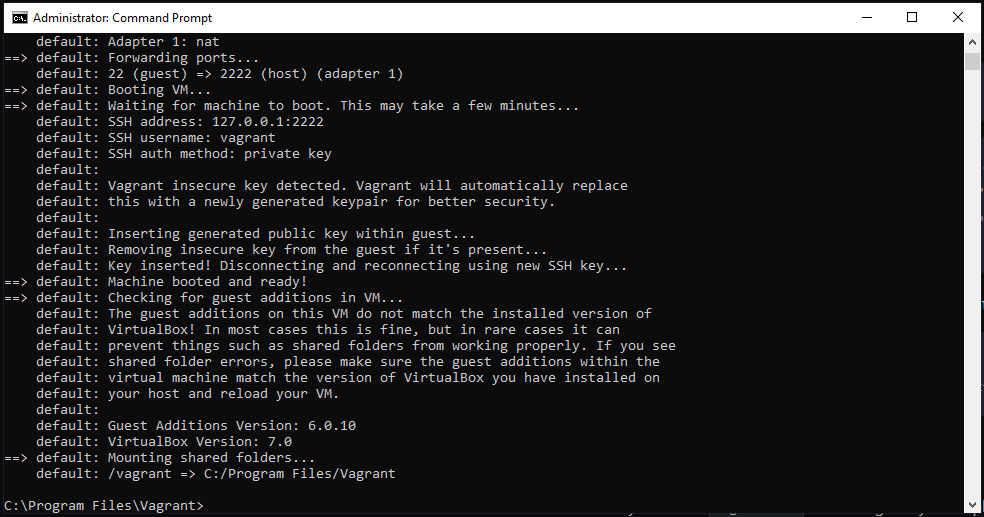 Administrator: Command Prompt
default: Adapter 1: nat
==> default: Forwarding ports...
default: 22 (guest) => 2222 (host) (adapter 1)
==> default: Booting VM...
==> default: Waiting for machine to boot. This may take a few minutes...
default: SSH address: 127.0.0.1:2222
default: SSH username: vagrant
default: SSH auth method: private key
default:
default: Vagrant insecure key detected. Vagrant will automatically replace
default: this with a newly generated keypair for better security.
default:
default: Inserting generated public key within guest...
default: Removing insecure key from the guest if it's present...
default: Key inserted! Disconnecting and reconnecting using new SSH key...
==> default: Machine booted and ready!
==> default: Checking for guest additions in VM...
default: The guest additions on this VM do not match the installed version of
default: VirtualBox! In most cases this is fine, but in rare cases it can
default: prevent things such as shared folders from working properly. If you see
default: shared folder errors, please make sure the guest additions within the
default: virtual machine match the version of VirtualBox you have installed on
default: your host and reload your VM.
default:
default: Guest Additions Version: 6.0.10
default: VirtualBox Version: 7.0
==> default: Mounting shared folders...
default: /vagrant => C:/Program Files/Vagrant
C:\Program Files\Vagrant>